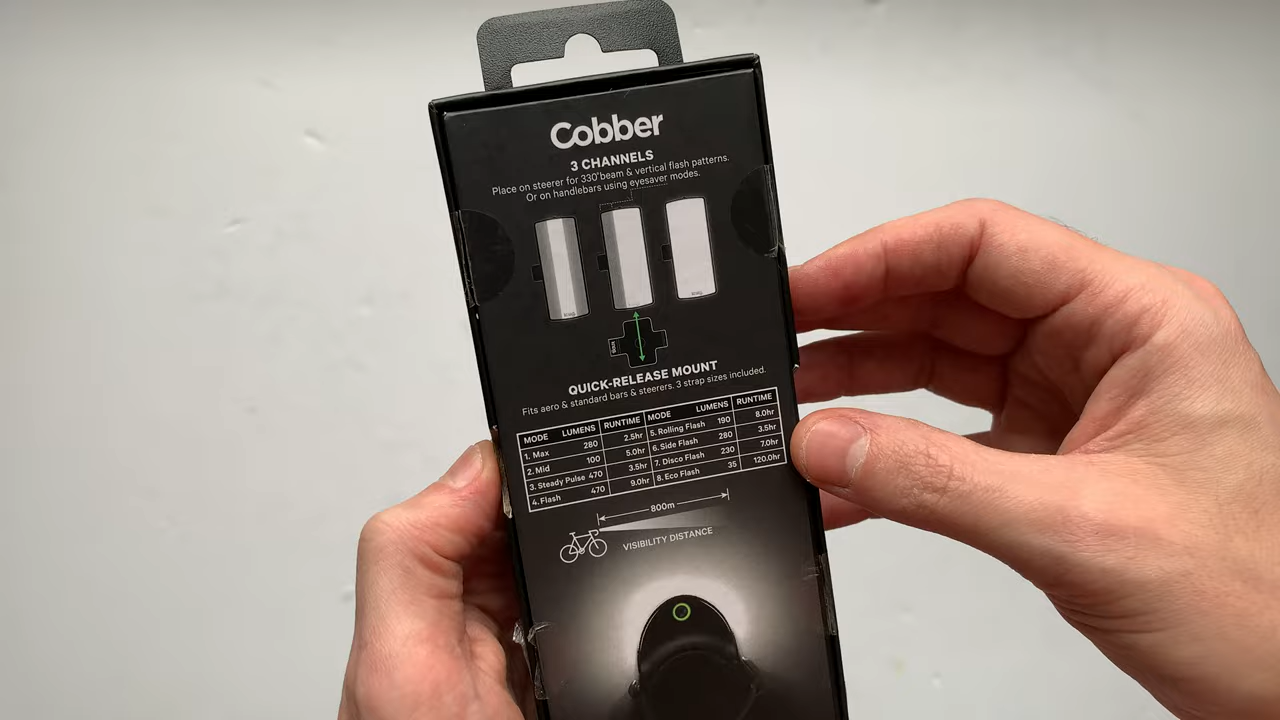 Cobber
3 CHANNELS
Place on steerer for 330°beam & vertical flash patterns.
Or on handlebars using eyesaver modes.
QUICK-RELEASE MOUNT
Fits aero & standard bars & steerers. 3 strap sizes included.
MODE LUMENS RUNTIME MODE LUMENS RUNTIME
1. Max 280 2.5hr 5. Rolling Flash 190 8.0hr
2. Mid 100 5.0hr 6. Side Flash 280 3.5hr
3. Steady Pulse 470 3.5hr 7. Disco Flash 230 7.0hr
4. Flash 470 9.0hr 8. Eco Flash 35 120.0hr
800m
VISIBILITY DISTANCE